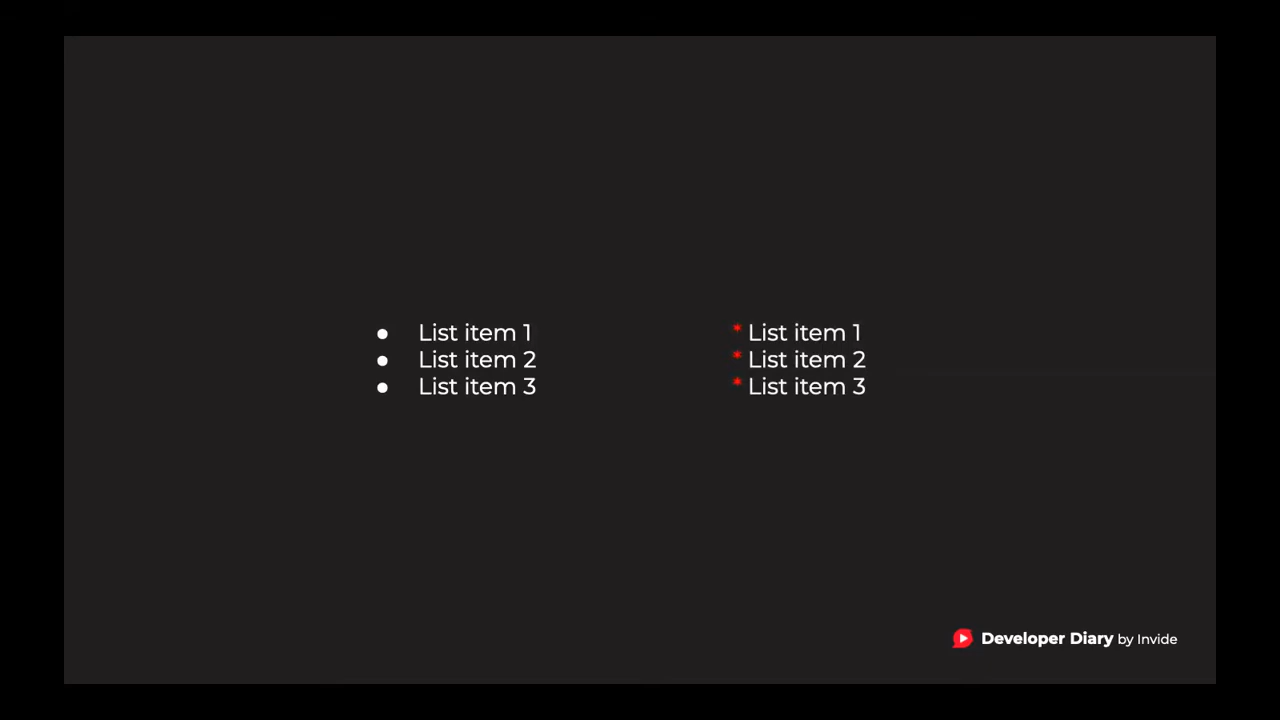 ● List item 1
● List item 2
● List item 3
* List item 1
* List item 2
* List item 3
Developer Diary by Invide